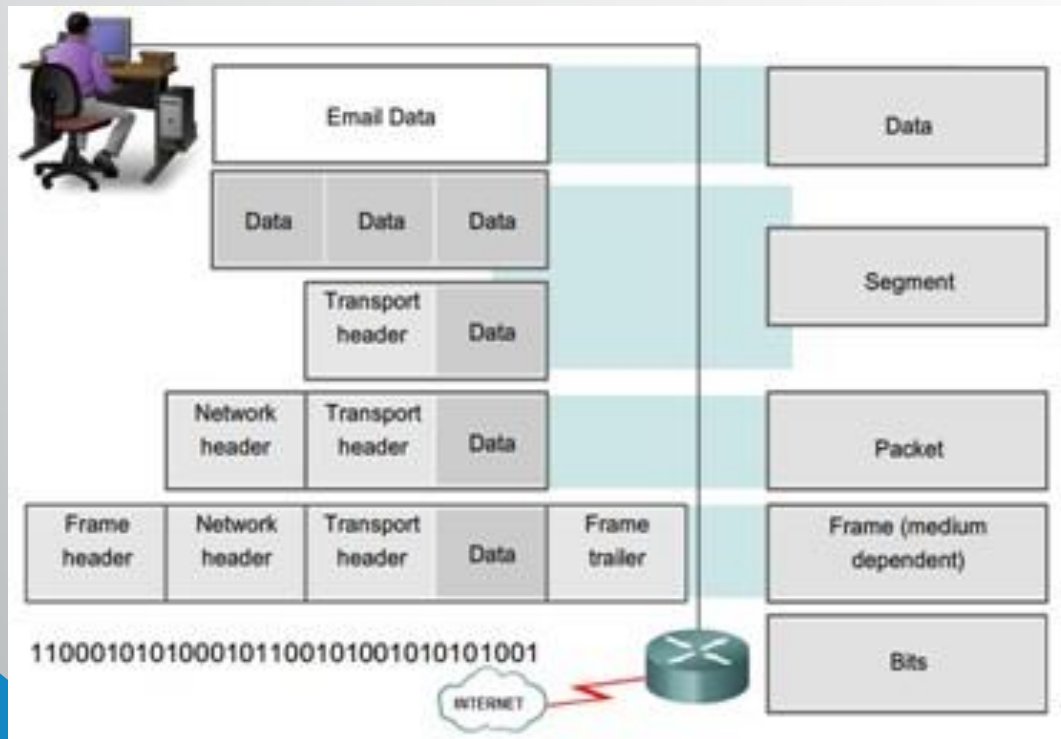 Email Data
Data
Data Data Data
Segment
Transport
header
Data
Network
header
Transport
header
Data
Packet
Frame
header
Network
header
Transport
header
Data
Frame
trailer
Frame (medium
dependent)
1100010101000101100101001010101001
INTERNET
Bits